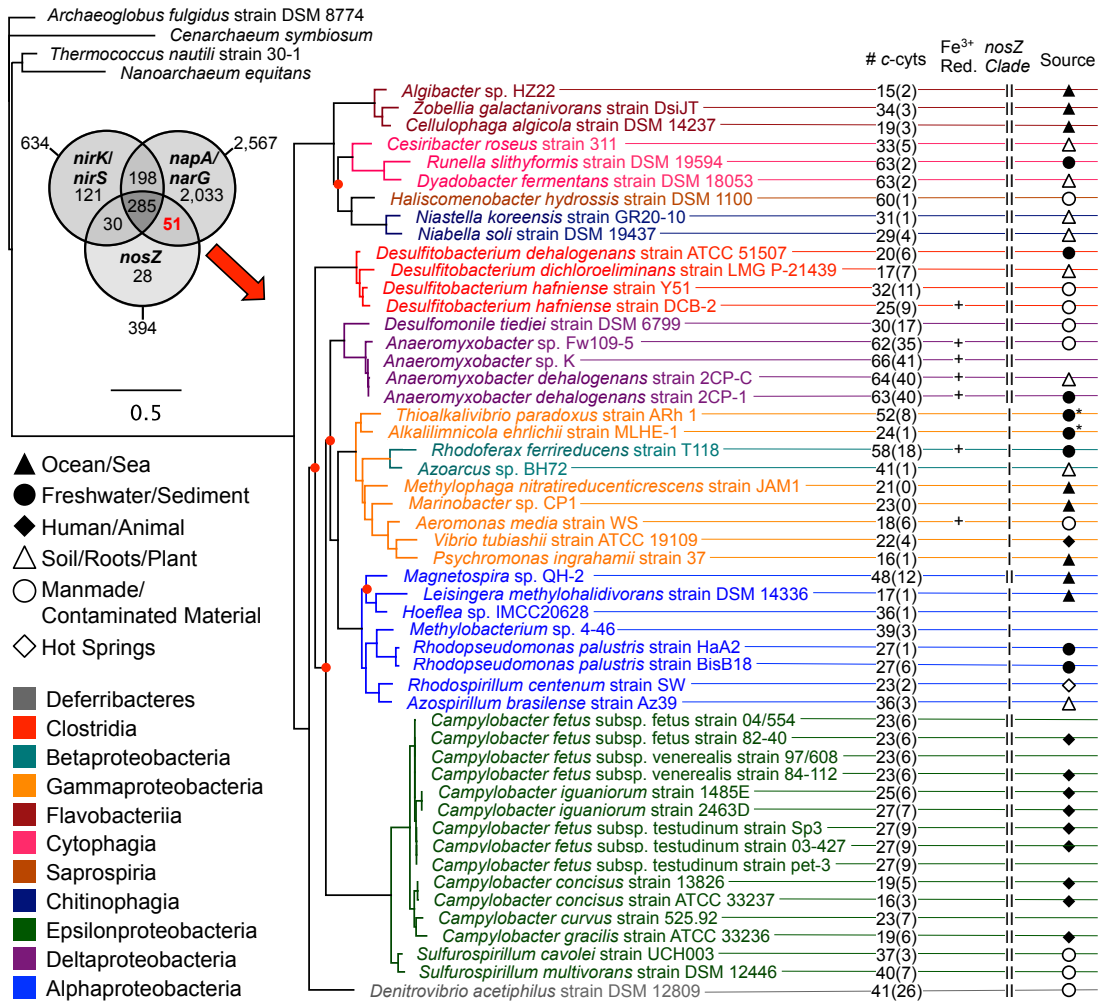 Archaeoglobus fulgidus strain DSM 8774
Cenarchaeum symbiosum
Thermococcus nautili strain 30-1
Nanoarchaeum equitans
# c-cyts
Fe³⁺ Red.
nosZ Clade
Source
634
nirK/
nirS
121
198
napA/
narG
2,033
2,567
285
30
51
nosZ
28
394
0.5
Algibacter sp. HZ22 15(2) II
Zobellia galactanivorans strain DsiJT 34(3) II
Cellulophaga algicola strain DSM 14237 19(3) II
Cesiribacter roseus strain 311 33(5) II
Runella slithyformis strain DSM 19594 63(2) II
Dyadobacter fermentans strain DSM 18053 63(2) II
Haliscomenobacter hydrossis strain DSM 1100 60(1) II
Niastella koreensis strain GR20-10 31(1) II
Niabella soli strain DSM 19437 29(4) II
Desulfitobacterium dehalogenans strain ATCC 51507 20(6) II
Desulfitobacterium dichloroeliminans strain LMG P-21439 17(7) II
Desulfitobacterium hafniense strain Y51 32(11) II
Desulfitobacterium hafniense strain DCB-2 25(9) + II
Desulfomonile tiedjei strain DSM 6799 30(17) II
Anaeromyxobacter sp. Fw109-5 62(35) + II
Anaeromyxobacter sp. K 66(41) + II
Anaeromyxobacter dehalogenans strain 2CP-C 64(40) + II
Anaeromyxobacter dehalogenans strain 2CP-1 63(40) + II
Thioalkalivibrio paradoxus strain ARh 1 52(8) I *
Alkalilimnicola ehrlichii strain MLHE-1 24(1) I *
Rhodoferax ferrireducens strain T118 58(18) + I
Azoarcus sp. BH72 41(1) I
Methylophaga nitratireducenticrescens strain JAM1 21(0) I
Marinobacter sp. CP1 23(0) I
Aeromonas media strain WS 18(6) + I
Vibrio tubiashii strain ATCC 19109 22(4) I
Psychromonas ingrahamii strain 37 16(1) I
Magnetospira sp. QH-2 48(12) II
Leisingera methylohalidivorans strain DSM 14336 17(1) I
Hoeflea sp. IMCC20628 36(1) I
Methylobacterium sp. 4-46 39(3) I
Rhodopseudomonas palustris strain HaA2 27(1) I
Rhodopseudomonas palustris strain BisB18 27(6) I
Rhodospirillum centenum strain SW 23(2) I
Azospirillum brasilense strain Az39 36(3) I
Campylobacter fetus subsp. fetus strain 04/554 23(6) II
Campylobacter fetus subsp. fetus strain 82-40 23(6) II
Campylobacter fetus subsp. venerealis strain 97/608 23(6) II
Campylobacter fetus subsp. venerealis strain 84-112 23(6) II
Campylobacter iguaniorum strain 1485E 25(6) II
Campylobacter iguaniorum strain 2463D 27(7) II
Campylobacter fetus subsp. testudinum strain Sp3 27(9) II
Campylobacter fetus subsp. testudinum strain 03-427 27(9) II
Campylobacter fetus subsp. testudinum strain pet-3 27(9) II
Campylobacter concisus strain 13826 19(5) II
Campylobacter concisus strain ATCC 33237 16(3) II
Campylobacter curvus strain 525.92 23(7) II
Campylobacter gracilis strain ATCC 33236 19(6) II
Sulfurospirillum cavolei strain UCH003 37(3) II
Sulfurospirillum multivorans strain DSM 12446 40(7) II
Denitrovibrio acetiphilus strain DSM 12809 41(26) II
Ocean/Sea
Freshwater/Sediment
Human/Animal
Soil/Roots/Plant
Manmade/
Contaminated Material
Hot Springs
Deferribacteres
Clostridia
Betaproteobacteria
Gammaproteobacteria
Flavobacteriia
Cytophagia
Saprospiria
Chitinophagia
Epsilonproteobacteria
Deltaproteobacteria
Alphaproteobacteria